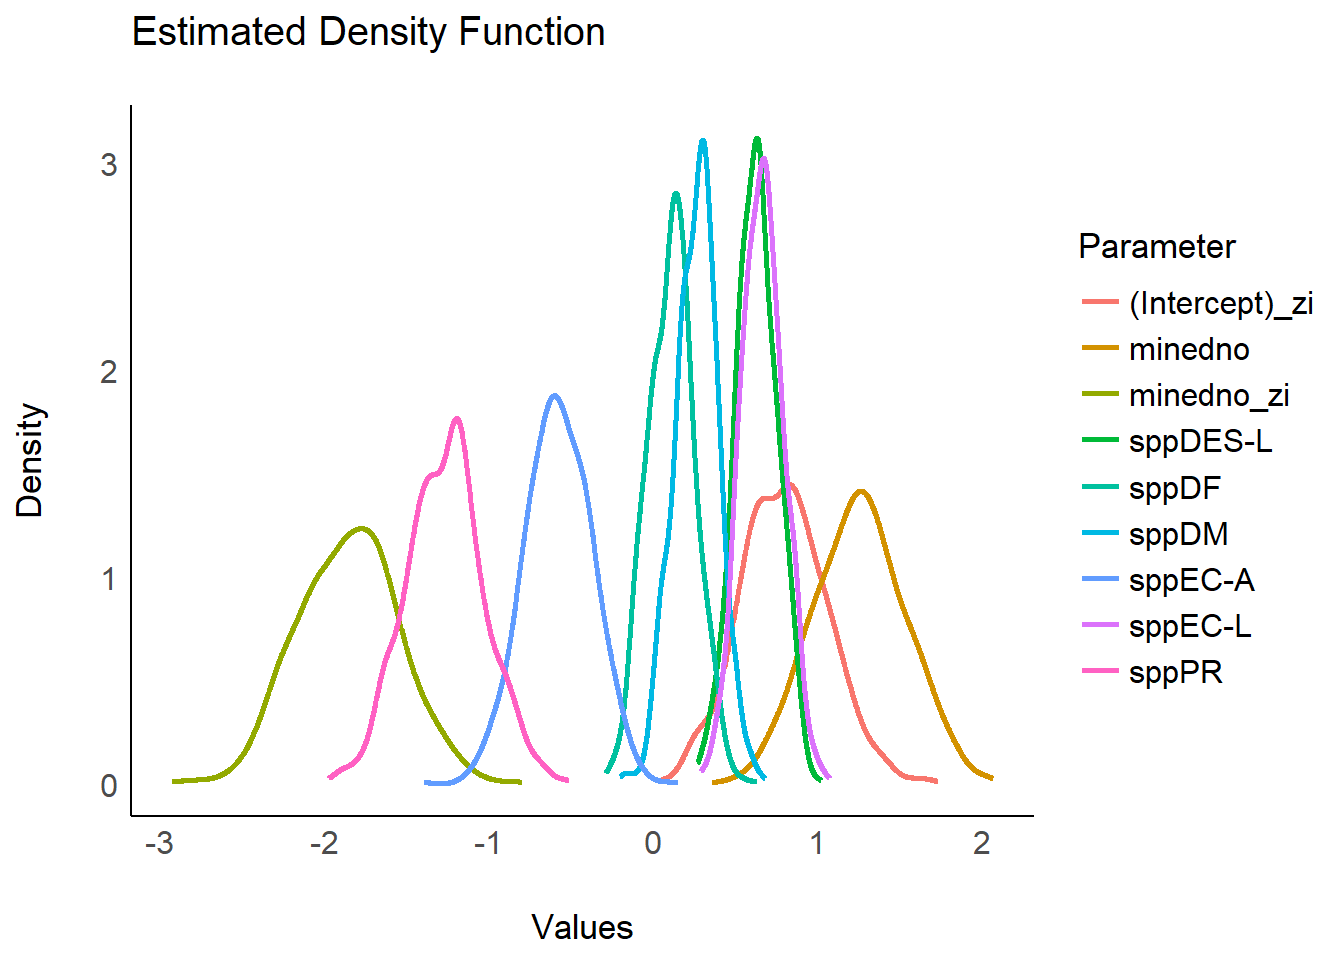 Estimated Density Function
Density
3
2
1
0
-3
-2
-1
0
1
2
Values
Parameter
(Intercept)_zi
minedno
minedno_zi
sppDES-L
sppDF
sppDM
sppEC-A
sppEC-L
sppPR